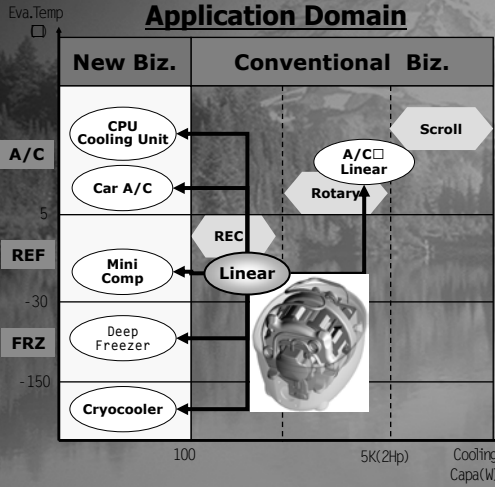 Application Domain
Eva.Temp
□
New Biz.
Conventional Biz.
CPU
Cooling Unit
Scroll
A/C
A/C□
Linear
Car A/C
Rotary
5
REC
REF
Mini
Comp
Linear
-30
Deep
Freezer
FRZ
-150
Cryocooler
100
5K(2Hp)
Cooling
Capa(W)